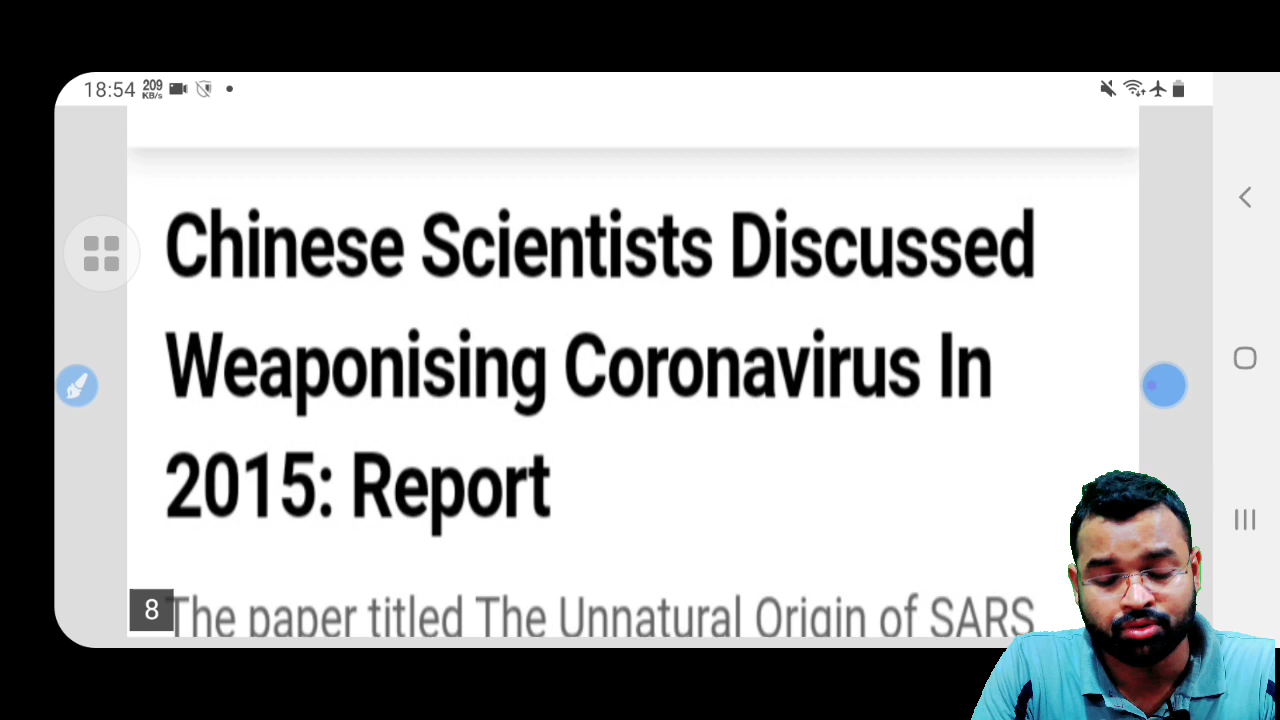 18:54 209 KB/s
Chinese Scientists Discussed
Weaponising Coronavirus In
2015: Report
8
The paper titled The Unnatural Origin of SARS